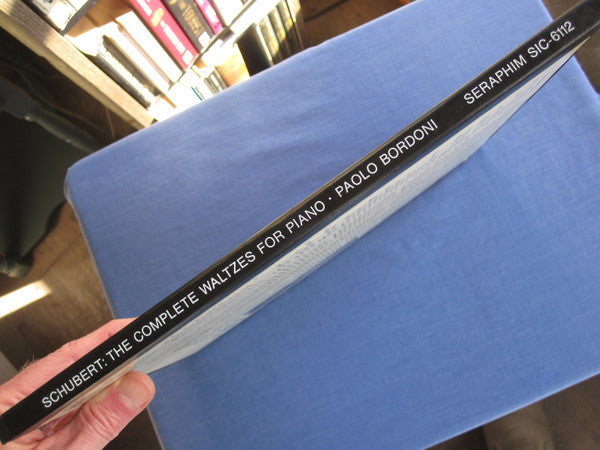 SCHUBERT: THE COMPLETE WALTZES FOR PIANO · PAOLO BORDONI SERAPHIM SIC-6112